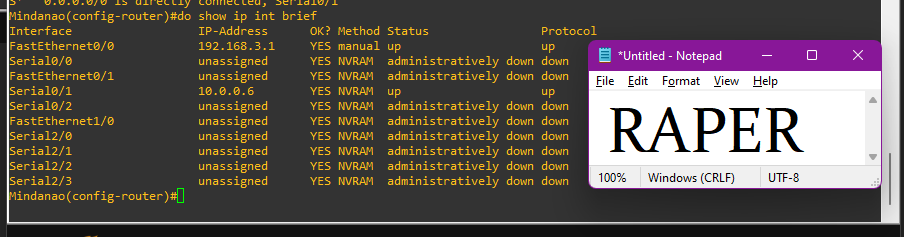 S*   0.0.0.0/0 is directly connected, Serial0/1
Mindanao(config-router)#do show ip int brief
Interface                  IP-Address      OK? Method Status                Protocol
FastEthernet0/0            192.168.3.1     YES manual up                    up
Serial0/0                  unassigned      YES NVRAM  administratively down down
FastEthernet0/1            unassigned      YES NVRAM  administratively down down
Serial0/1                  10.0.0.6        YES NVRAM  up                    up
Serial0/2                  unassigned      YES NVRAM  administratively down down
FastEthernet1/0            unassigned      YES NVRAM  administratively down down
Serial2/0                  unassigned      YES NVRAM  administratively down down
Serial2/1                  unassigned      YES NVRAM  administratively down down
Serial2/2                  unassigned      YES NVRAM  administratively down down
Serial2/3                  unassigned      YES NVRAM  administratively down down
Mindanao(config-router)#
*Untitled - Notepad
File Edit Format View Help
RAPER
100% Windows (CRLF) UTF-8